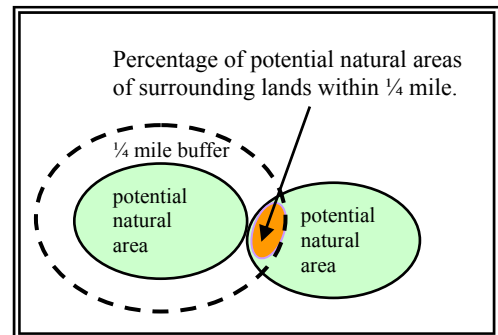 Percentage of potential natural areas
of surrounding lands within ¼ mile.
¼ mile buffer
potential
natural
area
potential
natural
area